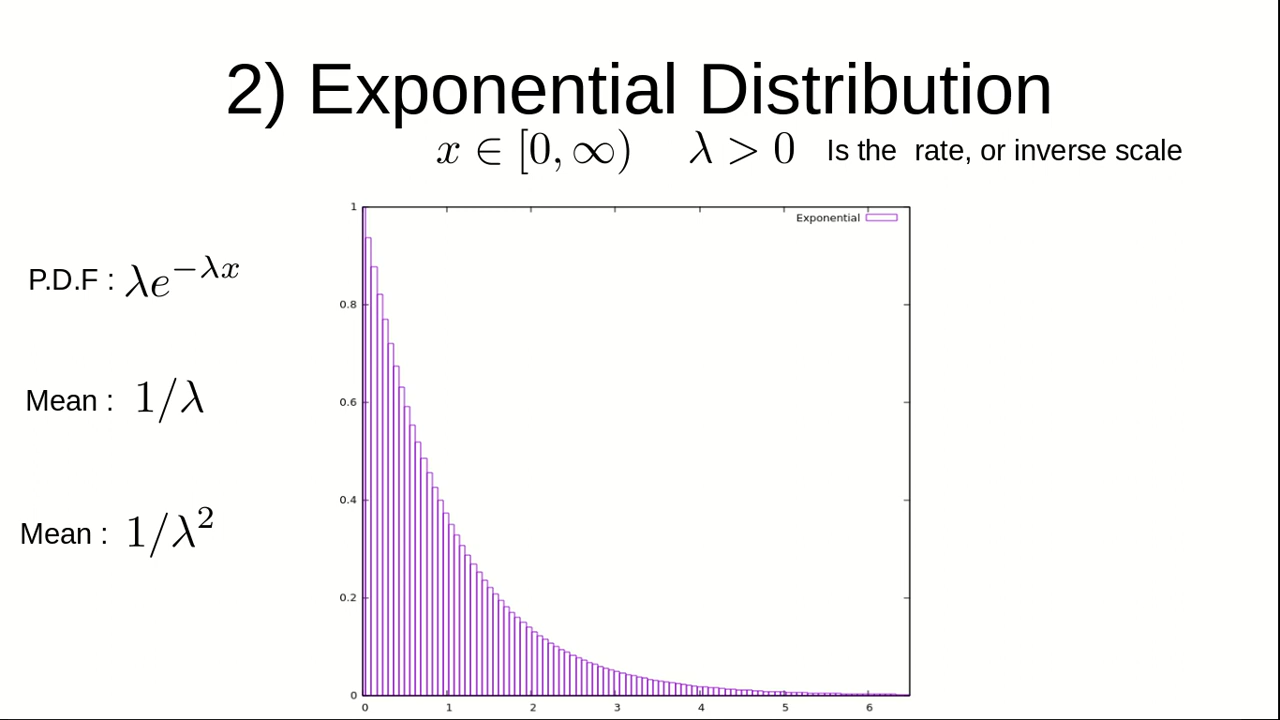 2) Exponential Distribution
x ∈ [0, ∞) λ > 0 Is the rate, or inverse scale
P.D.F : λe^{−λx}
Mean : 1/λ
Mean : 1/λ²
Exponential
1
0.8
0.6
0.4
0.2
0
0 1 2 3 4 5 6